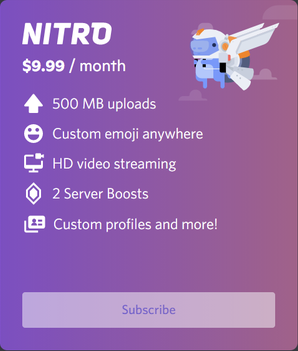 NITRO
$9.99 / month
500 MB uploads
Custom emoji anywhere
HD video streaming
2 Server Boosts
Custom profiles and more!
Subscribe